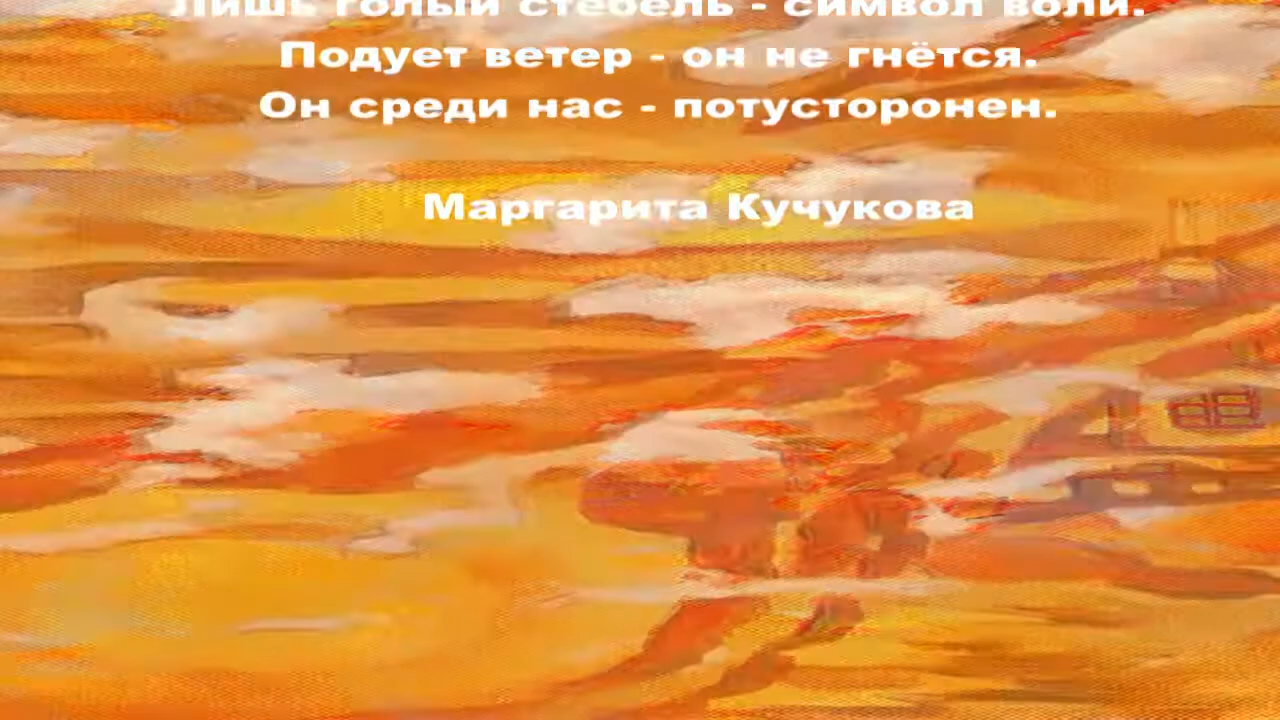 Лишь голый стебель - символ воли.
Подует ветер - он не гнётся.
Он среди нас - потусторонен.
Маргарита Кучукова